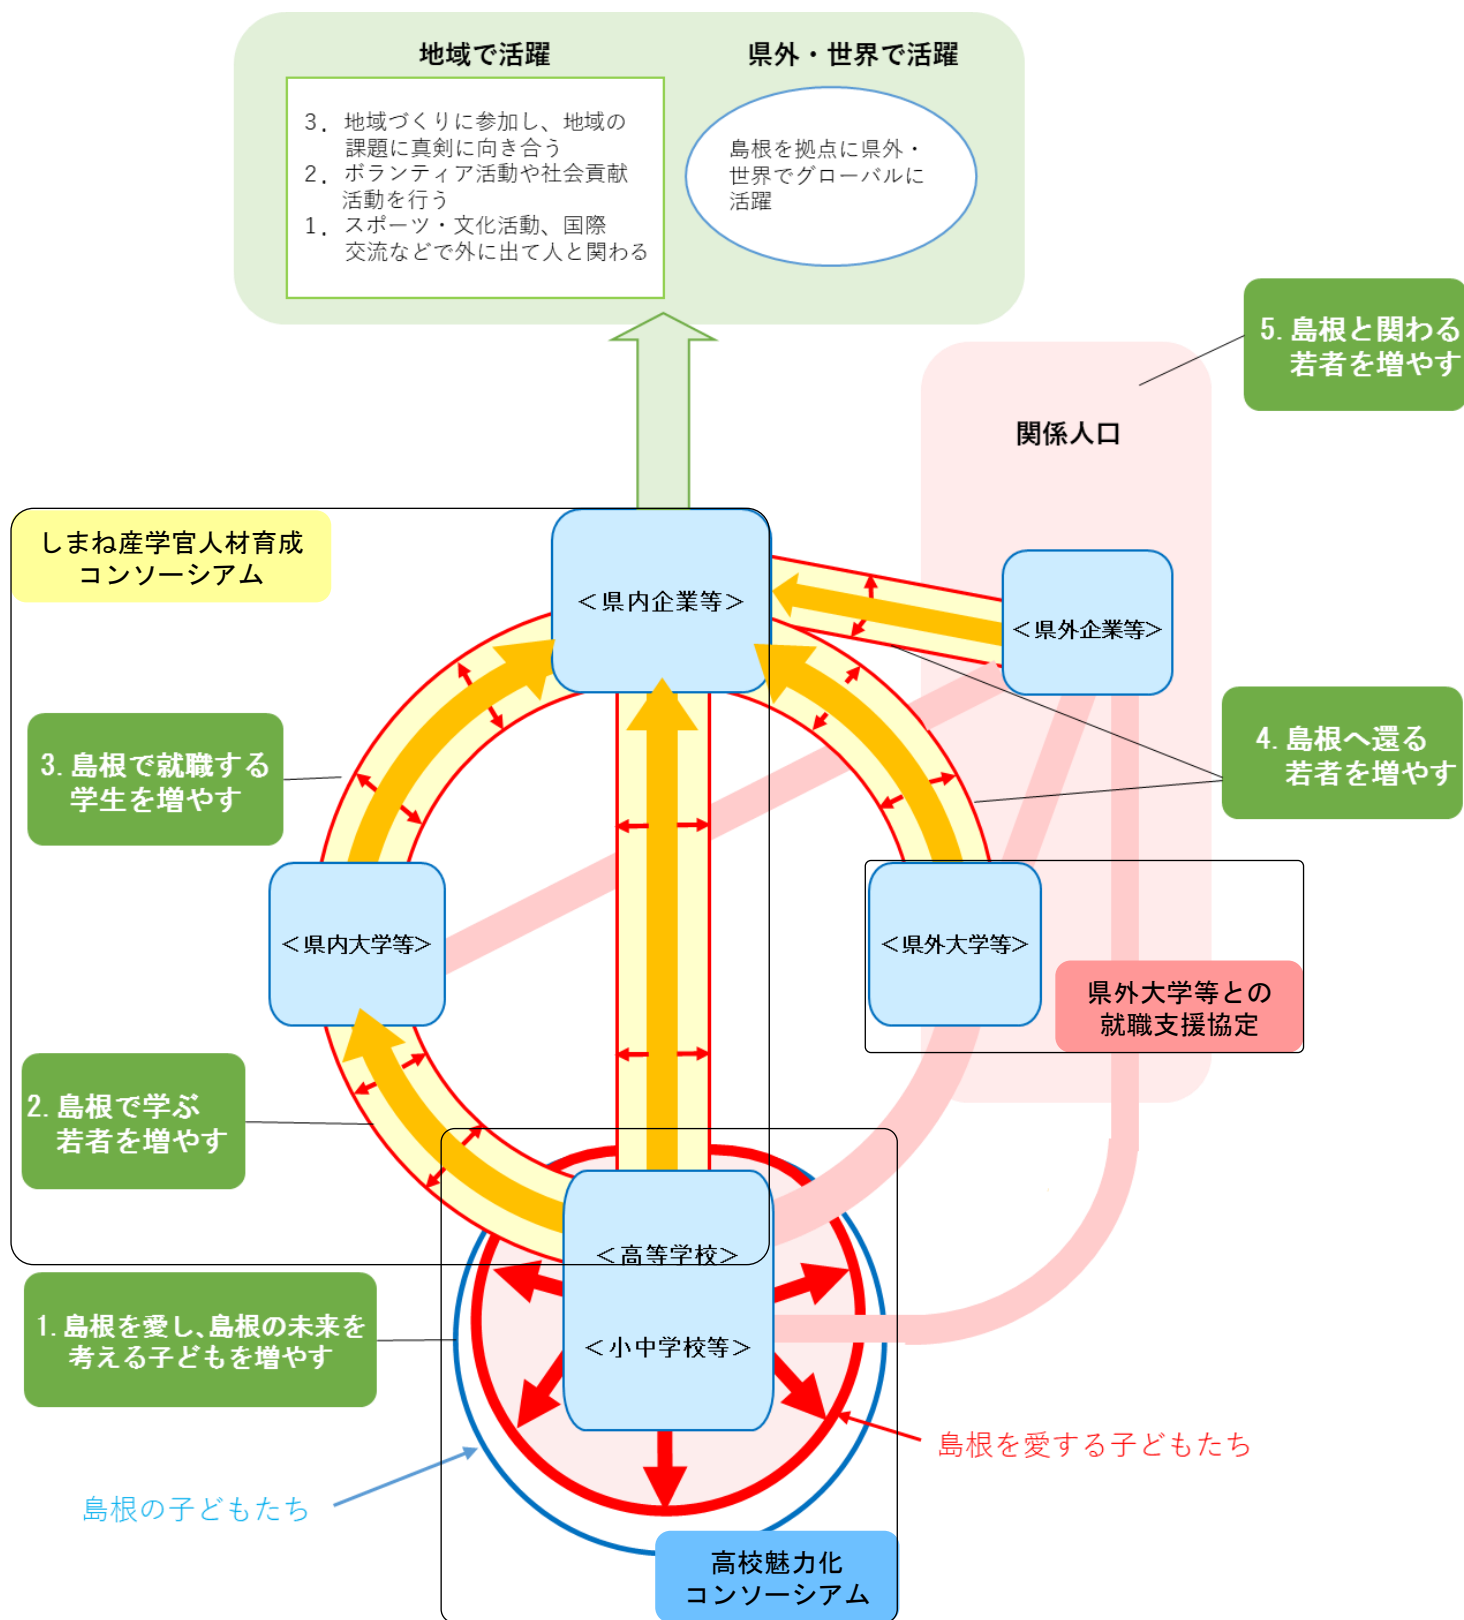 地域で活躍
県外・世界で活躍
3．地域づくりに参加し、地域の
課題に真剣に向き合う
2．ボランティア活動や社会貢献
活動を行う
1．スポーツ・文化活動、国際
交流などで外に出て人と関わる
島根を拠点に県外・
世界でグローバルに
活躍
5. 島根と関わる
若者を増やす
関係人口
しまね産学官人材育成
コンソーシアム
＜県内企業等＞
＜県外企業等＞
3. 島根で就職する
学生を増やす
4. 島根へ還る
若者を増やす
＜県内大学等＞
＜県外大学等＞
県外大学等との
就職支援協定
2. 島根で学ぶ
若者を増やす
＜高等学校＞
1. 島根を愛し、島根の未来を
考える子どもを増やす
＜小中学校等＞
島根を愛する子どもたち
島根の子どもたち
高校魅力化
コンソーシアム